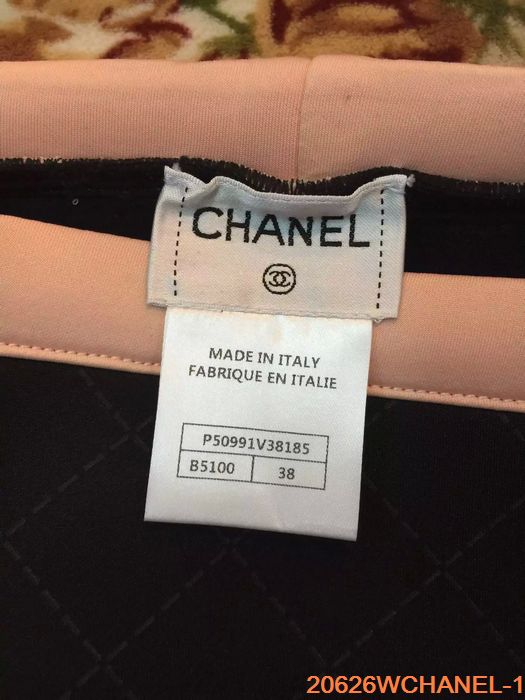 CHANEL
MADE IN ITALY
FABRIQUE EN ITALIE
P50991V38185
B5100 38
20626WCHANEL-1